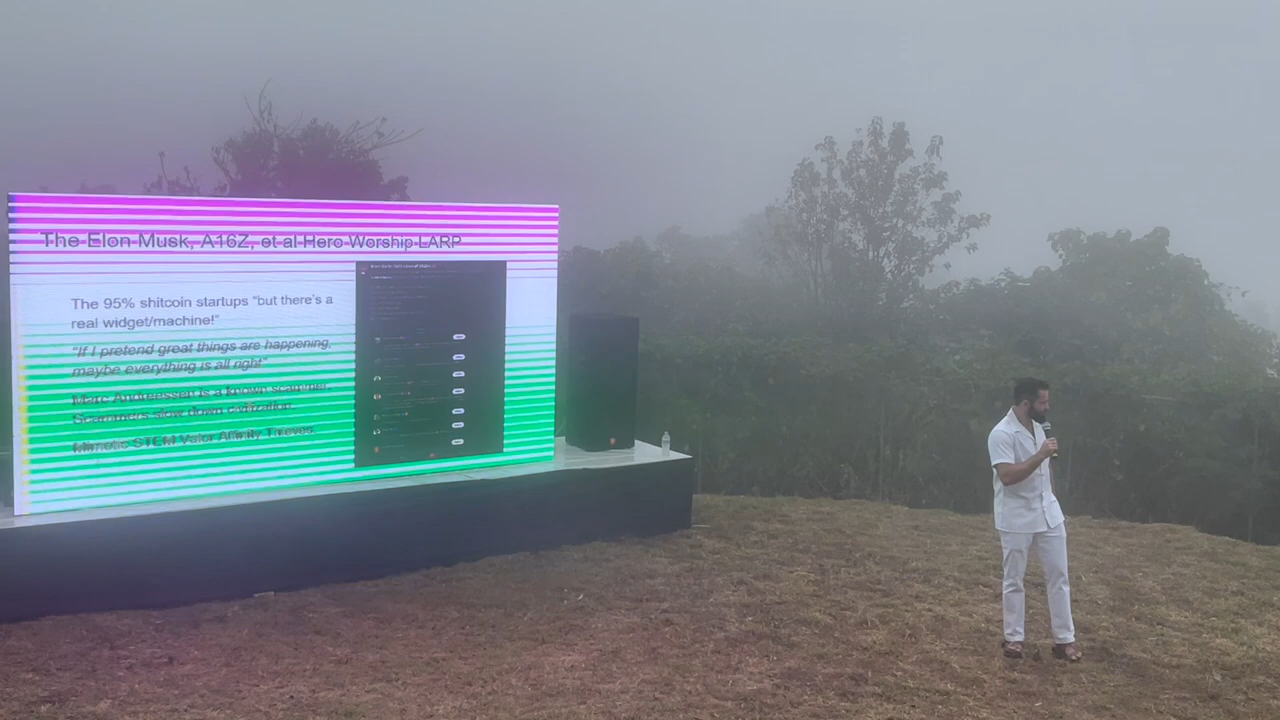 The Elon Musk, A16Z, et al Hero Worship LARP
The 95% shitcoin startups "but there's a
real widget/machine!"
"If I pretend great things are happening,
maybe everything is all right"
Marc Andreessen is a known scammer.
Scammers slow down civilization.
Mimetic STEM Valor Affinity Thieves.